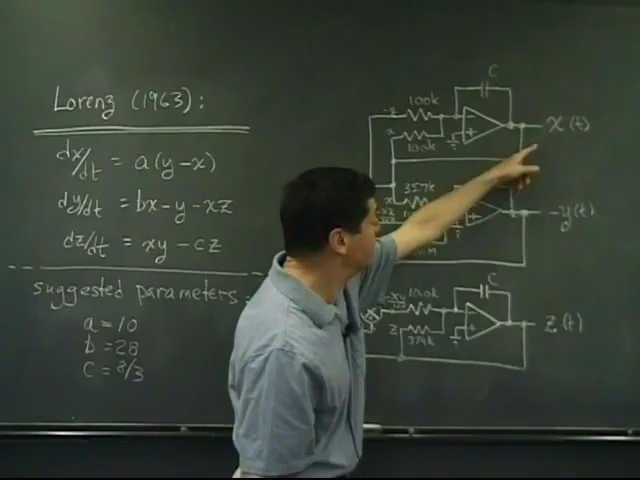 Lorenz (1963):
dx/dt = a(y-x)
dy/dt = bx-y-xz
dz/dt = xy-cz
suggested parameters
a=10
b=28
c=8/3
C
100k
x
100k
x(t)
357k
-y(t)
C
100k
z
374k
z(t)